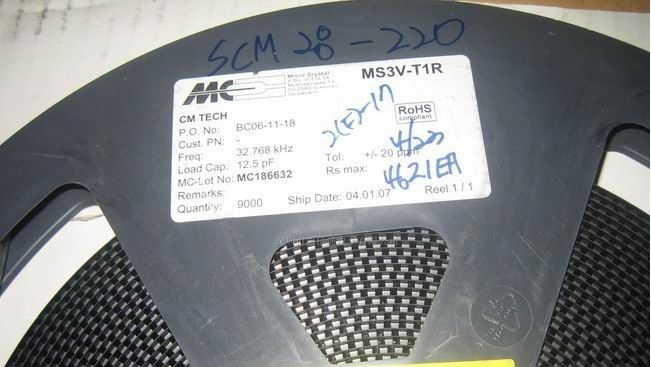 SCM 28-220
MC
Micro Crystal
MS3V-T1R
Switzerland
CM TECH
RoHS
compliant
P.O. No: BC06-11-18
Cust. PN: -
Freq: 32.768 kHz
Load Cap: 12.5 pF
Tol: +/- 20 ppm
MC-Lot No: MC186632
Rs max:
4621EA
Remarks:
Quantity: 9000
Ship Date: 04.01.07
Reel 1 / 1